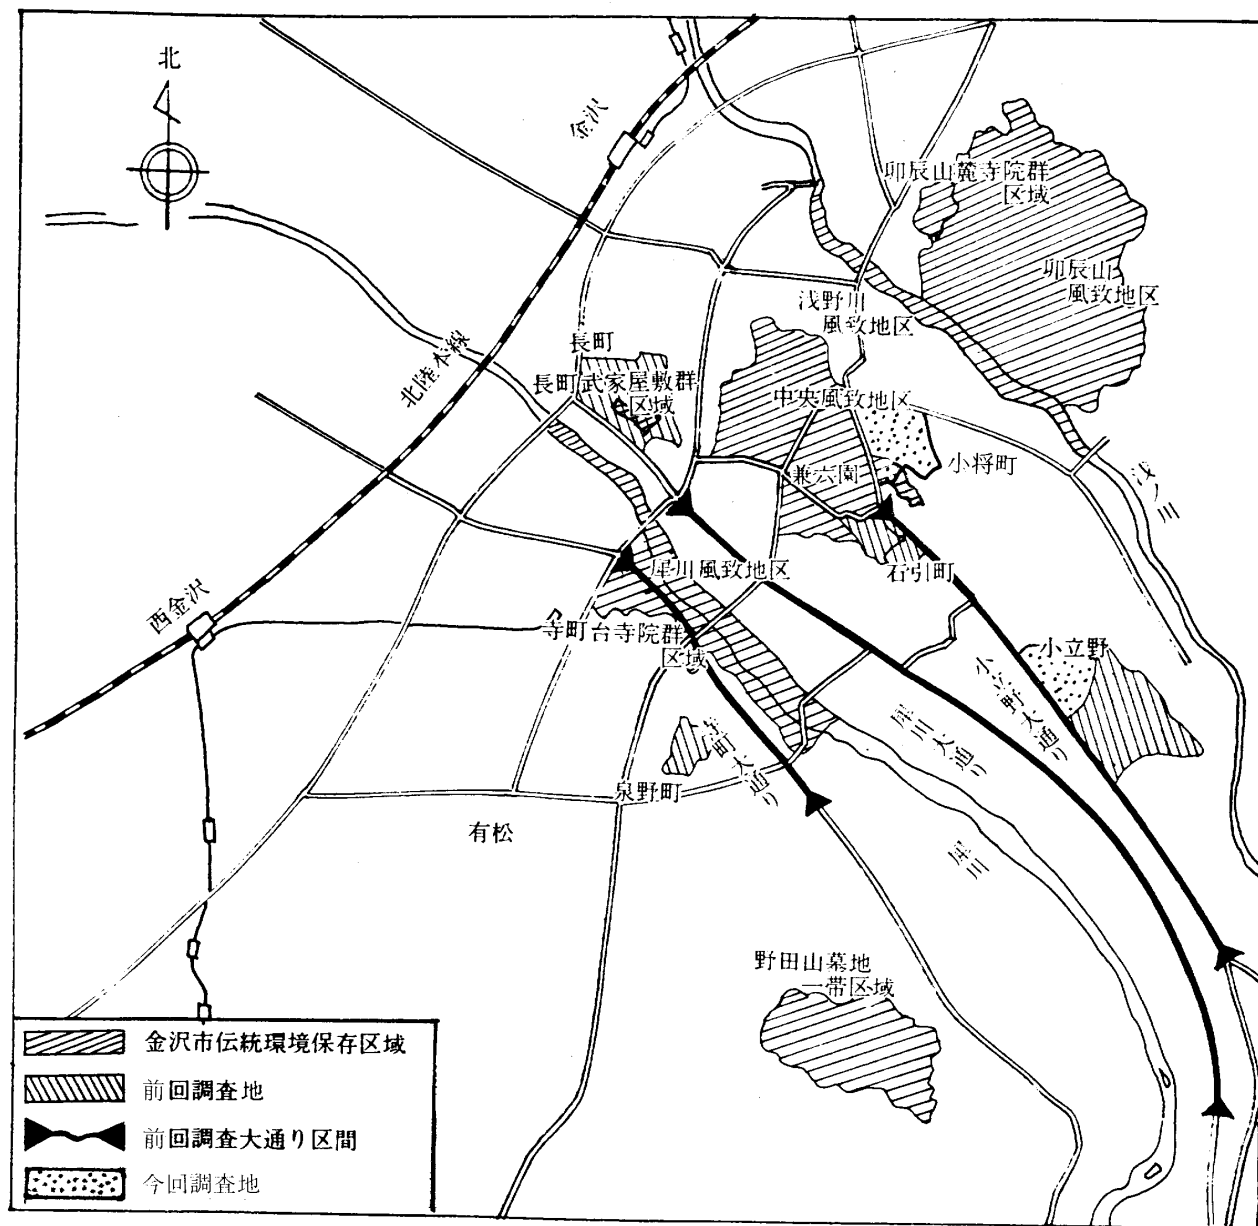 北
金沢
卯辰山麓寺院群
区域
卯辰山
風致地区
浅野川
風致地区
長町
長町武家屋敷群
区域
北陸本線
中央風致地区
小将町
兼六園
浅ノ川
石引町
犀川風致地区
西金沢
寺町台寺院群
区域
小立野
小立野大通り
犀川大通り
寺町大通り
泉野町
有松
犀川
野田山墓地
一帯区域
金沢市伝統環境保存区域
前回調査地
前回調査大通り区間
今回調査地